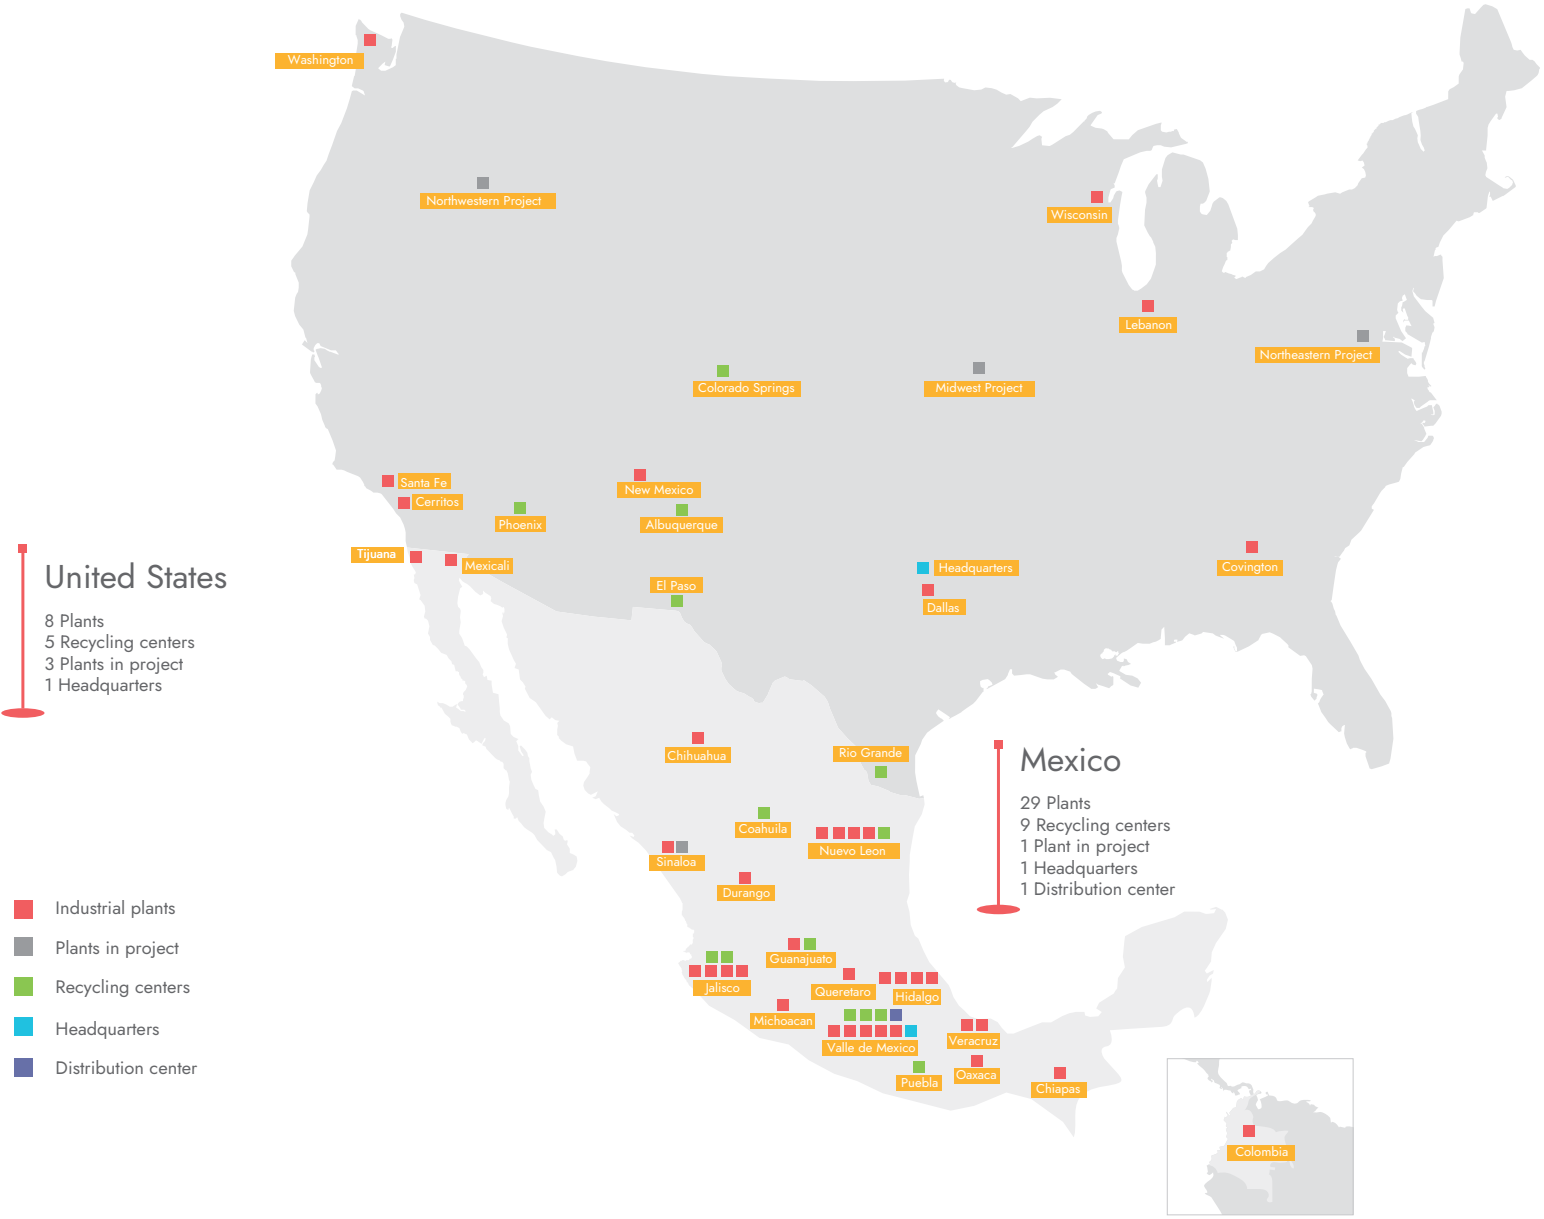 Washington
Northwestern Project
Wisconsin
Lebanon
Northeastern Project
Colorado Springs
Midwest Project
Santa Fe
Cerritos
New Mexico
Phoenix
Albuquerque
Tijuana
Mexicali
El Paso
Headquarters
Dallas
Covington
United States
8 Plants
5 Recycling centers
3 Plants in project
1 Headquarters
Chihuahua
Rio Grande
Mexico
29 Plants
9 Recycling centers
1 Plant in project
1 Headquarters
1 Distribution center
Coahuila
Nuevo Leon
Sinaloa
Durango
Guanajuato
Jalisco
Queretaro
Hidalgo
Michoacan
Valle de Mexico
Veracruz
Puebla
Oaxaca
Chiapas
Industrial plants
Plants in project
Recycling centers
Headquarters
Distribution center
Colombia